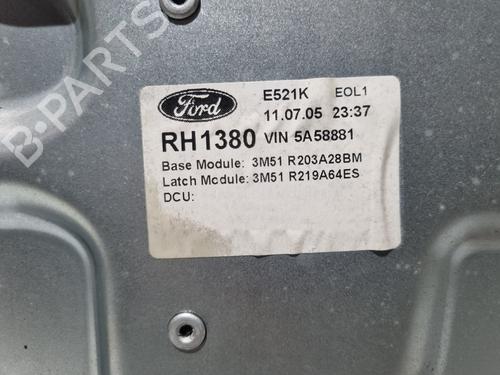 B-PARTS
Ford
E521K EOL1
11.07.05 23:37
RH1380 VIN 5A58881
Base Module: 3M51 R203A28BM
Latch Mcdule: 3M51 R219A64ES
DCU: